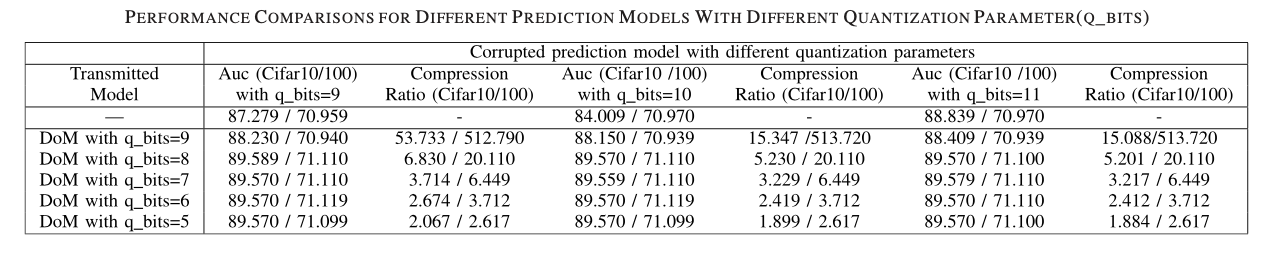 PERFORMANCE COMPARISONS FOR DIFFERENT PREDICTION MODELS WITH DIFFERENT QUANTIZATION PARAMETER(Q_BITS)
Corrupted prediction model with different quantization parameters
Transmitted Auc (Cifar10/100) Compression Auc (Cifar10 /100) Compression Auc (Cifar10 /100) Compression
Model with q_bits=9 Ratio (Cifar10/100) with q_bits=10 Ratio (Cifar10/100) with q_bits=11 Ratio (Cifar10/100)
— 87.279 / 70.959 - 84.009 / 70.970 - 88.839 / 70.970 -
DoM with q_bits=9 88.230 / 70.940 53.733 / 512.790 88.150 / 70.939 15.347 /513.720 88.409 / 70.939 15.088/513.720
DoM with q_bits=8 89.589 / 71.110 6.830 / 20.110 89.570 / 71.110 5.230 / 20.110 89.570 / 71.100 5.201 / 20.110
DoM with q_bits=7 89.570 / 71.110 3.714 / 6.449 89.559 / 71.110 3.229 / 6.449 89.579 / 71.110 3.217 / 6.449
DoM with q_bits=6 89.570 / 71.119 2.674 / 3.712 89.570 / 71.119 2.419 / 3.712 89.570 / 71.110 2.412 / 3.712
DoM with q_bits=5 89.570 / 71.099 2.067 / 2.617 89.570 / 71.099 1.899 / 2.617 89.570 / 71.100 1.884 / 2.617